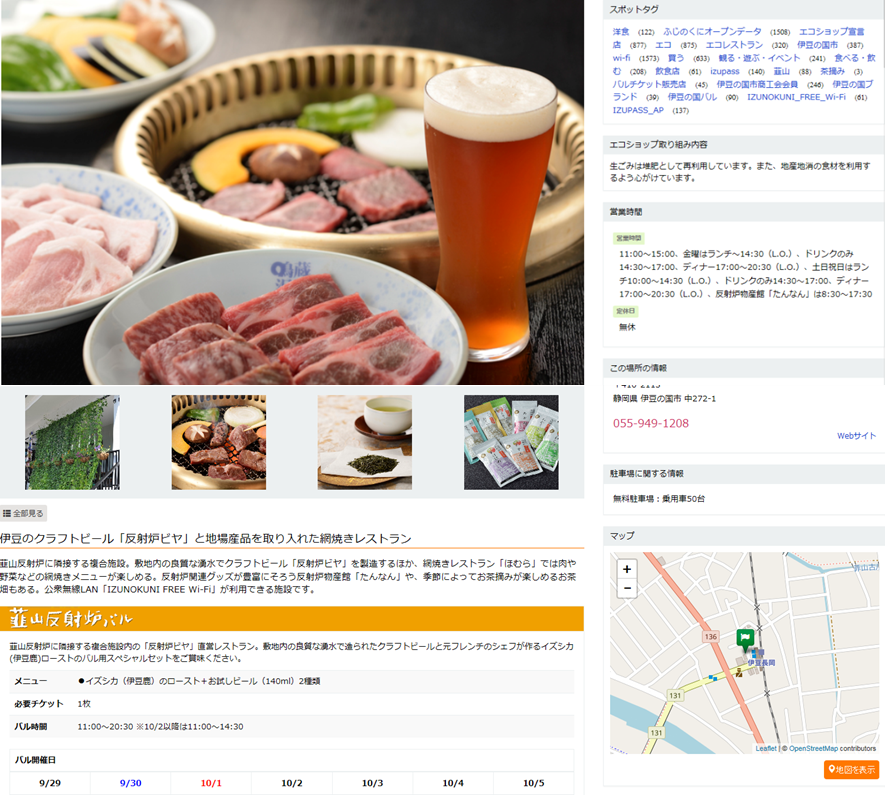 全部見る
伊豆のクラフトビール「反射炉ビヤ」と地場産品を取り入れた網焼きレストラン
韮山反射炉に隣接する複合施設。敷地内の良質な湧水でクラフトビール「反射炉ビヤ」を製造するほか、網焼レストラン「ほむら」では肉や
野菜などの網焼きメニューが楽しめる。反射炉関連グッズが豊富にそろう反射炉物産館「たんなん」や、季節によってお茶摘みが楽しめるお茶
畑もある。公衆無線LAN「IZUNOKUNI FREE Wi-Fi」が利用できる施設です。
韮山反射炉バル
韮山反射炉に隣接する複合施設内の「反射炉ビヤ」直営レストラン。敷地内の良質な湧水で造られたクラフトビールと元フレンチのシェフが作るイズシカ
(伊豆鹿)ローストのバル用スペシャルセットをご賞味ください。
メニュー ●イズシカ（伊豆鹿）のロースト＋お試しビール（140ml）2種類
必要チケット 1枚
バル時間 11:00～20:30 ※10/2以降は11:00～14:30
バル開催日
9/29 9/30 10/1 10/2 10/3 10/4 10/5
スポットタグ
洋食 (122) ふじのくにオープンデータ (1508) エコショップ宣言
店 (877) エコ (875) エコレストラン (320) 伊豆の国市 (387)
wi-fi (1573) 買う (633) 観る・遊ぶ・イベント (241) 食べる・飲
む (208) 飲食店 (61) izupass (140) 韮山 (88) 茶摘み (3)
バルチケット販売店 (45) 伊豆の国市商工会会員 (246) 伊豆の国ブ
ランド (39) 伊豆の国バル (90) IZUNOKUNI_FREE_Wi-Fi (61)
IZUPASS_AP (137)
エコショップ取り組み内容
生ごみは堆肥として再利用しています。また、地産地消の食材を利用す
るよう心がけています。
営業時間
営業時間
11:00～15:00、金曜はランチ～14:30（L.O.）、ドリンクのみ
14:30～17:00、ディナー17:00～20:30（L.O.）、土日祝日はラン
チ10:00～14:30（L.O.）、ドリンクのみ14:30～17:00、ディナー
17:00～20:30（L.O.）、反射炉物産館「たんなん」は8:30～17:30
定休日
無休
この場所の情報
静岡県 伊豆の国市 中272-1
055-949-1208
Webサイト
駐車場に関する情報
無料駐車場：乗用車50台
マップ
+
−
136
伊豆長岡
131
131
Leaflet | © OpenStreetMap contributors
地図を表示